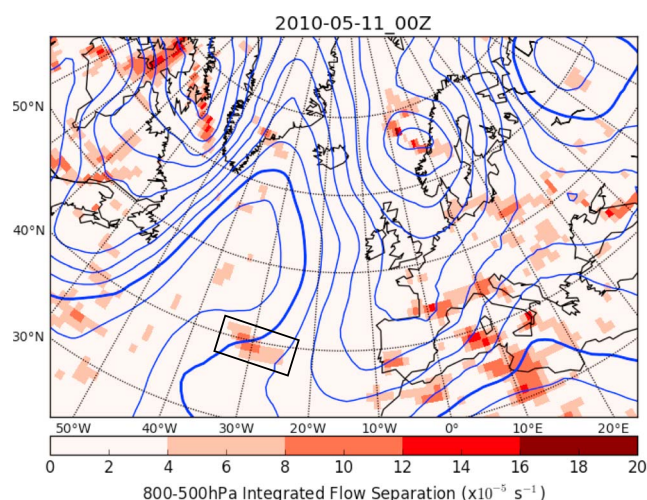 2010-05-11_00Z
50°N
40°N
30°N
50°W 40°W 30°W 20°W 10°W 0° 10°E 20°E
0 2 4 6 8 10 12 14 16 18 20
800-500hPa Integrated Flow Separation (x10⁻⁵ s⁻¹)